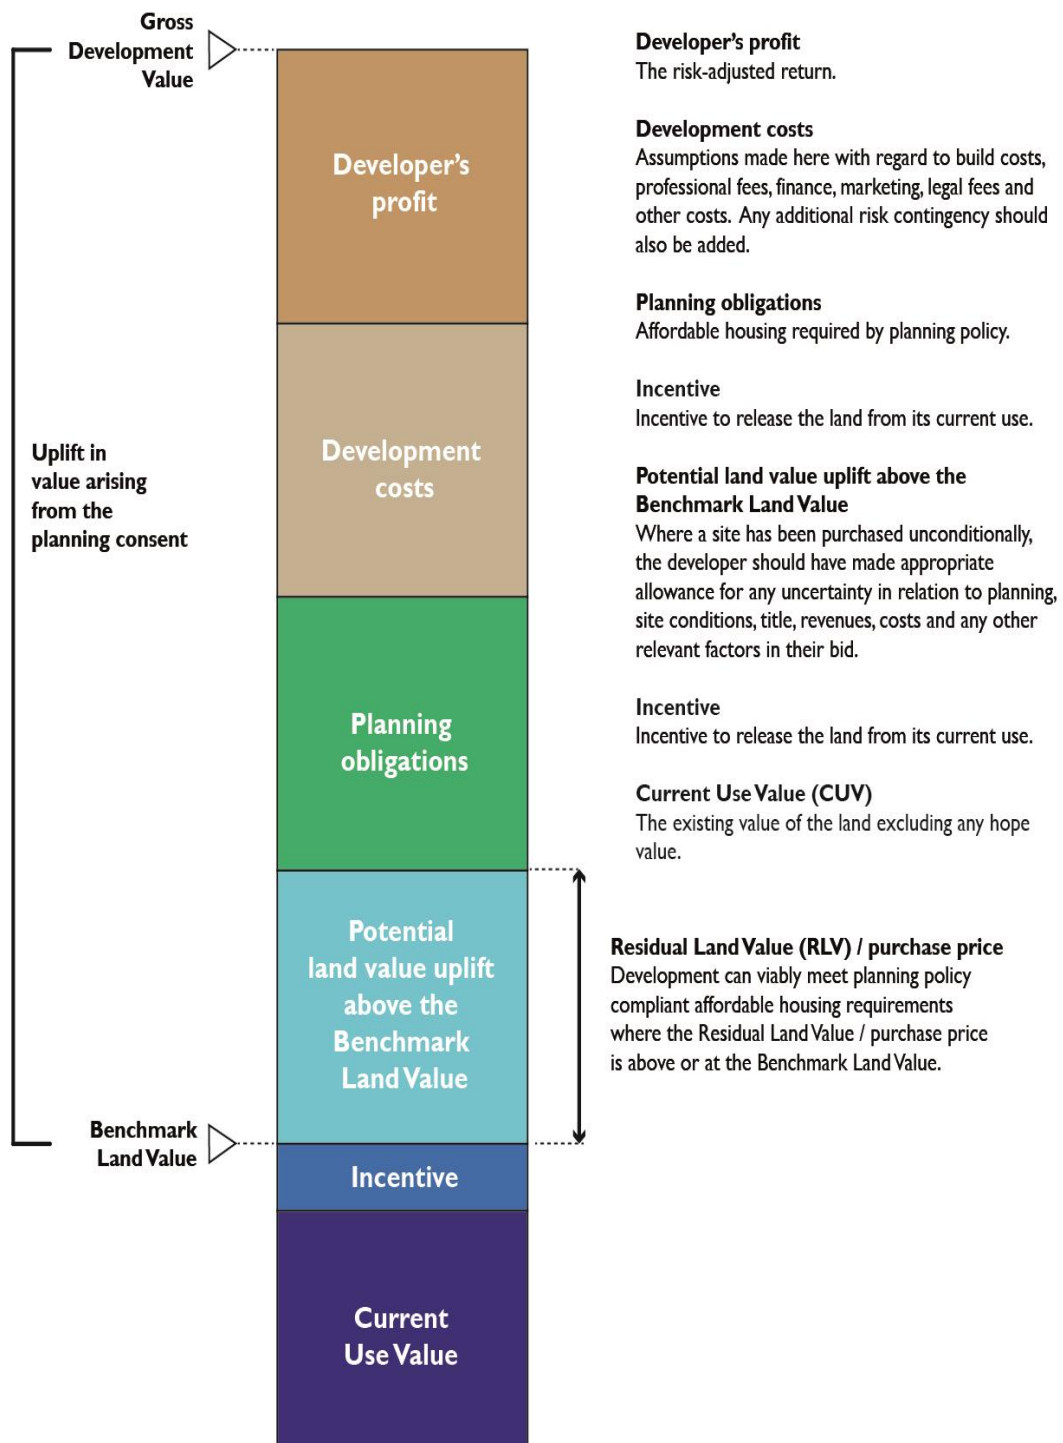 Gross
Development
Value
Uplift in
value arising
from the
planning consent
Benchmark
Land Value
Developer’s
profit
Development
costs
Planning
obligations
Potential
land value uplift
above the
Benchmark
Land Value
Incentive
Current
Use Value
Developer’s profit
The risk-adjusted return.
Development costs
Assumptions made here with regard to build costs,
professional fees, finance, marketing, legal fees and
other costs. Any additional risk contingency should
also be added.
Planning obligations
Affordable housing required by planning policy.
Incentive
Incentive to release the land from its current use.
Potential land value uplift above the
Benchmark Land Value
Where a site has been purchased unconditionally,
the developer should have made appropriate
allowance for any uncertainty in relation to planning,
site conditions, title, revenues, costs and any other
relevant factors in their bid.
Incentive
Incentive to release the land from its current use.
Current Use Value (CUV)
The existing value of the land excluding any hope
value.
Residual Land Value (RLV) / purchase price
Development can viably meet planning policy
compliant affordable housing requirements
where the Residual Land Value / purchase price
is above or at the Benchmark Land Value.